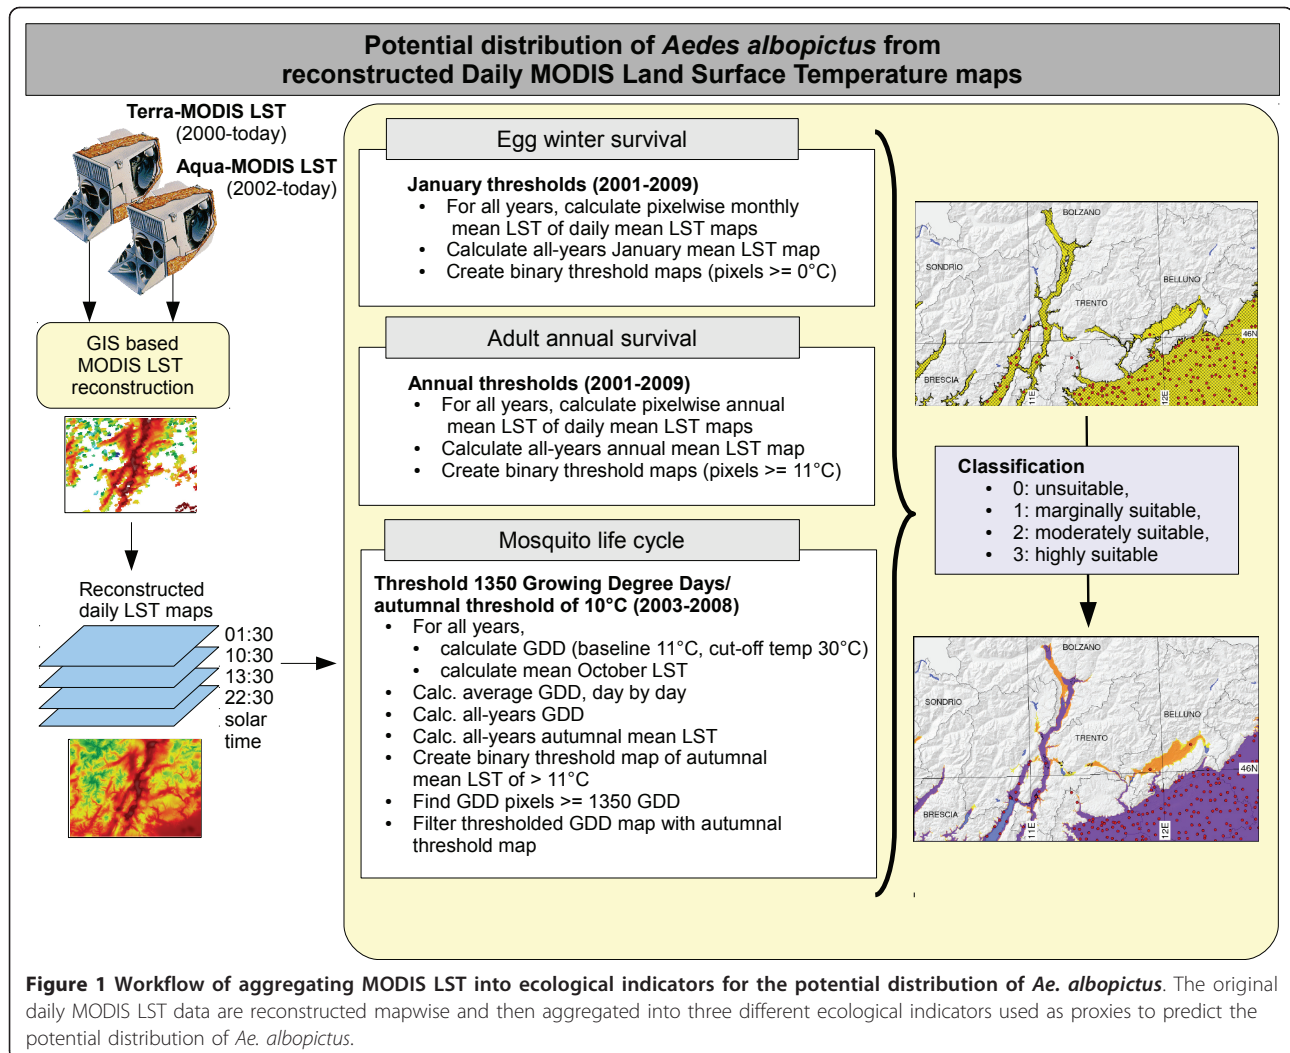 Potential distribution of Aedes albopictus from
reconstructed Daily MODIS Land Surface Temperature maps
Terra-MODIS LST
(2000-today)
Aqua-MODIS LST
(2002-today)
GIS based
MODIS LST
reconstruction
Reconstructed
daily LST maps
01:30
10:30
13:30
22:30
solar
time
Egg winter survival
January thresholds (2001-2009)
• For all years, calculate pixelwise monthly
mean LST of daily mean LST maps
• Calculate all-years January mean LST map
• Create binary threshold maps (pixels >= 0°C)
Adult annual survival
Annual thresholds (2001-2009)
• For all years, calculate pixelwise annual
mean LST of daily mean LST maps
• Calculate all-years annual mean LST map
• Create binary threshold maps (pixels >= 11°C)
Mosquito life cycle
Threshold 1350 Growing Degree Days/
autumnal threshold of 10°C (2003-2008)
• For all years,
• calculate GDD (baseline 11°C, cut-off temp 30°C)
• calculate mean October LST
• Calc. average GDD, day by day
• Calc. all-years GDD
• Calc. all-years autumnal mean LST
• Create binary threshold map of autumnal
mean LST of > 11°C
• Find GDD pixels >= 1350 GDD
• Filter thresholded GDD map with autumnal
threshold map
BOLZANO
SONDRIO
BELLUNO
TRENTO
46N
BRESCIA
11E
12E
Classification
• 0: unsuitable,
• 1: marginally suitable,
• 2: moderately suitable,
• 3: highly suitable
BOLZANO
SONDRIO
BELLUNO
TRENTO
46N
BRESCIA
11E
12E
Figure 1 Workflow of aggregating MODIS LST into ecological indicators for the potential distribution of Ae. albopictus. The original
daily MODIS LST data are reconstructed mapwise and then aggregated into three different ecological indicators used as proxies to predict the
potential distribution of Ae. albopictus.